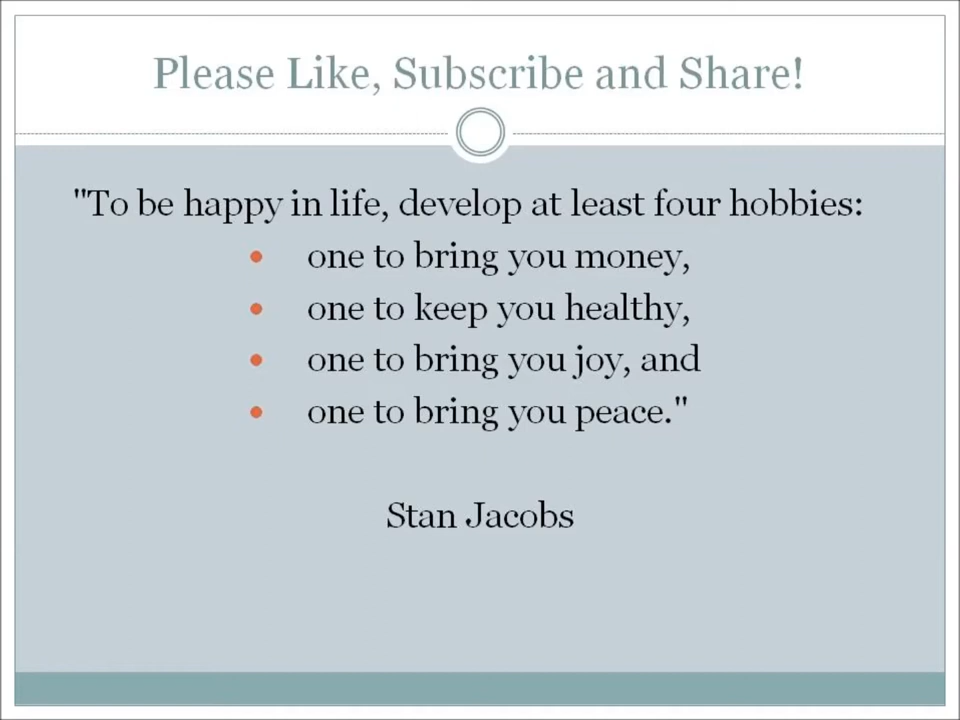 Please Like, Subscribe and Share!
"To be happy in life, develop at least four hobbies:
• one to bring you money,
• one to keep you healthy,
• one to bring you joy, and
• one to bring you peace."
Stan Jacobs